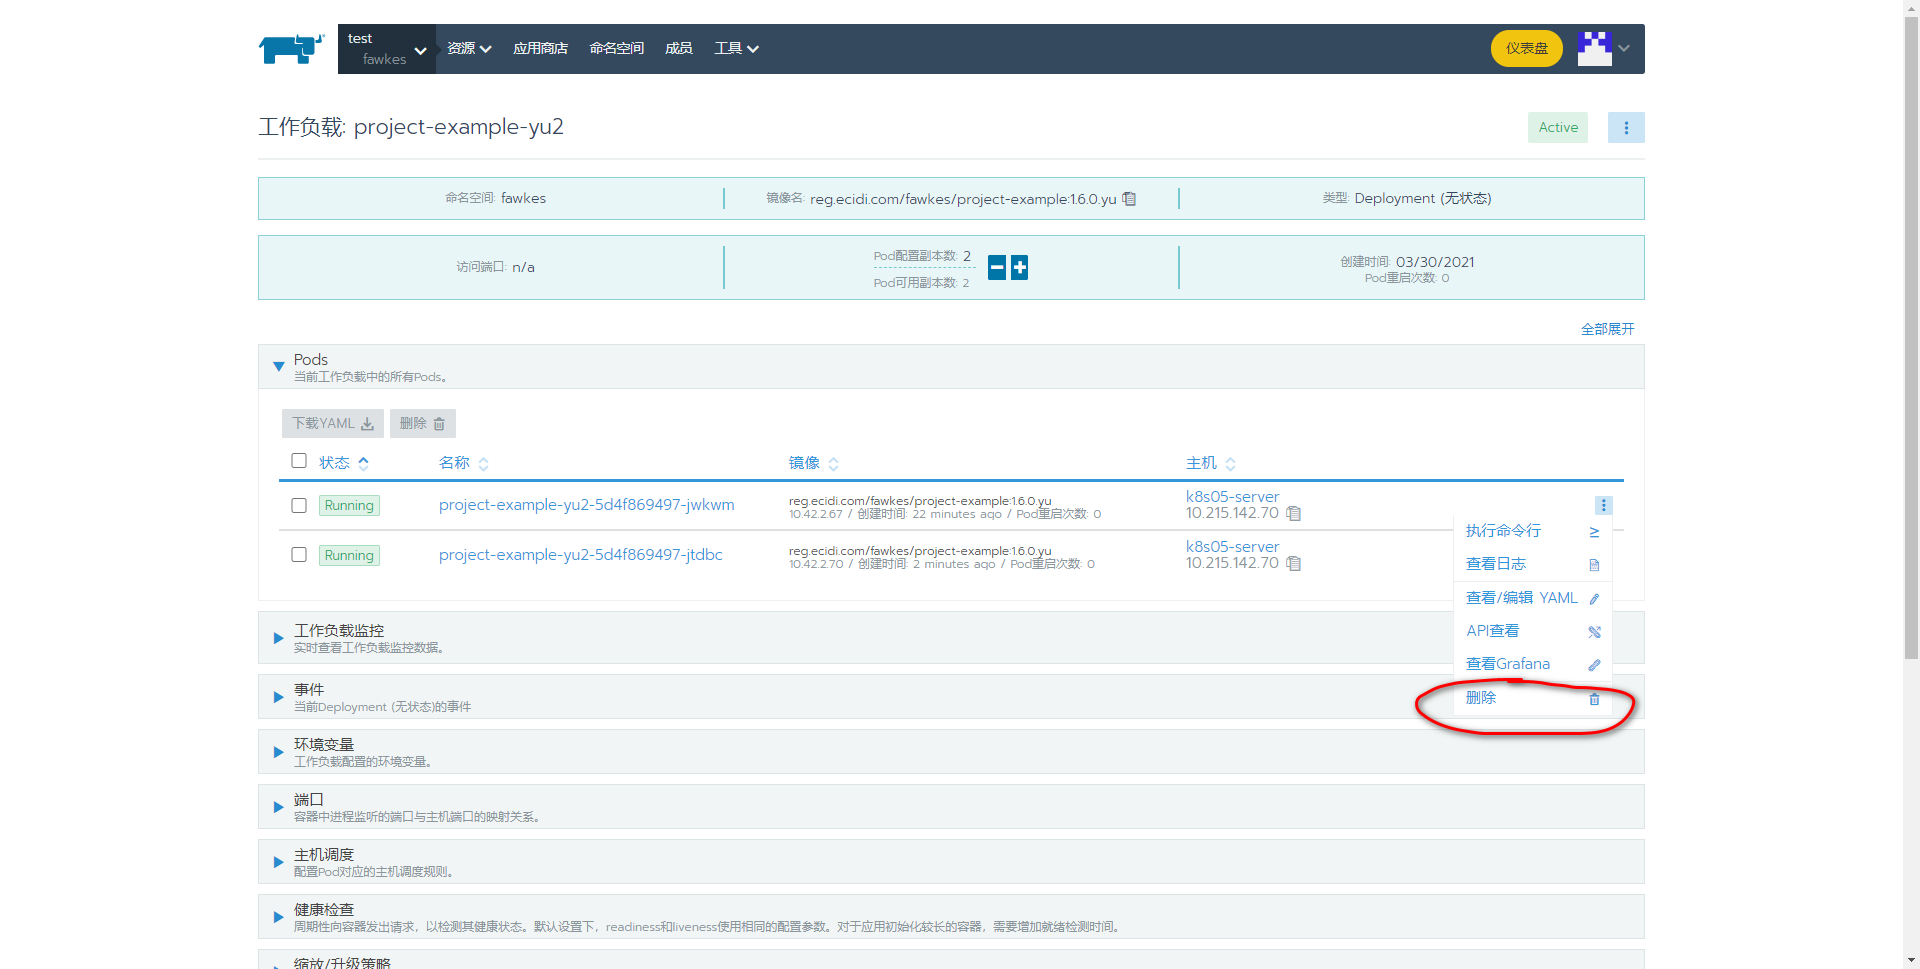 test
fawkes
资源
应用商店
命名空间
成员
工具
仪表盘
工作负载: project-example-yu2
Active
命名空间: fawkes
镜像名: reg.ecidi.com/fawkes/project-example:1.6.0.yu
类型: Deployment (无状态)
访问端口: n/a
Pod配置副本数: 2
Pod可用副本数: 2
创建时间: 03/30/2021
Pod重启次数: 0
全部展开
Pods
当前工作负载中的所有Pods。
下载YAML
删除
状态
名称
镜像
主机
Running
project-example-yu2-5d4f869497-jwkwm
reg.ecidi.com/fawkes/project-example:1.6.0.yu
10.42.2.67 / 创建时间: 22 minutes ago / Pod重启次数: 0
k8s05-server
10.215.142.70
Running
project-example-yu2-5d4f869497-jtdbc
reg.ecidi.com/fawkes/project-example:1.6.0.yu
10.42.2.70 / 创建时间: 2 minutes ago / Pod重启次数: 0
k8s05-server
10.215.142.70
执行命令行
查看日志
查看/编辑 YAML
API查看
查看Grafana
删除
工作负载监控
实时查看工作负载监控数据。
事件
当前Deployment (无状态)的事件
环境变量
工作负载配置的环境变量。
端口
容器中进程监听的端口与主机端口的映射关系。
主机调度
配置Pod对应的主机调度规则。
健康检查
周期性向容器发出请求，以检测其健康状态。默认设置下，readiness和liveness使用相同的配置参数。对于应用初始化较长的容器，需要增加就绪检测时间。
缩放/升级策略